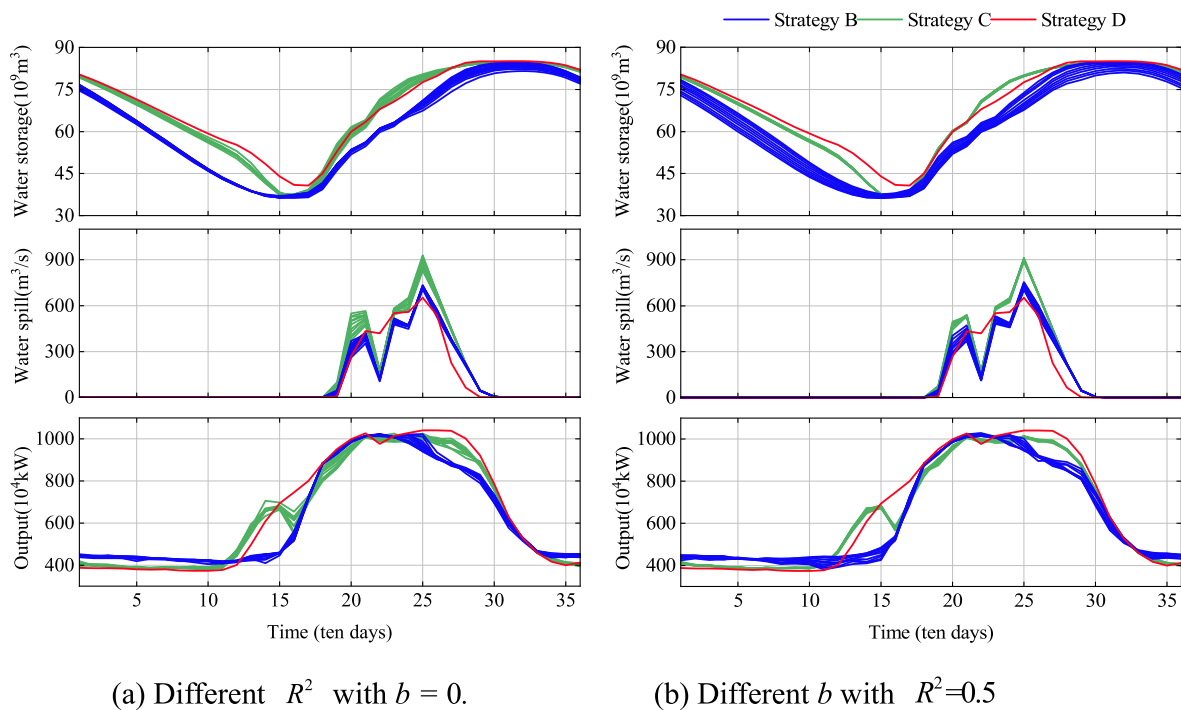 Strategy B Strategy C Strategy D
Water storage(10⁹m³)
90
75
60
45
30
Water spill(m³/s)
900
600
300
0
Output(10⁴kW)
1000
800
600
400
5 10 15 20 25 30 35
Time (ten days)
(a) Different R² with b = 0.
Water storage(10⁹m³)
90
75
60
45
30
Water spill(m³/s)
900
600
300
0
Output(10⁴kW)
1000
800
600
400
5 10 15 20 25 30 35
Time (ten days)
(b) Different b with R²=0.5